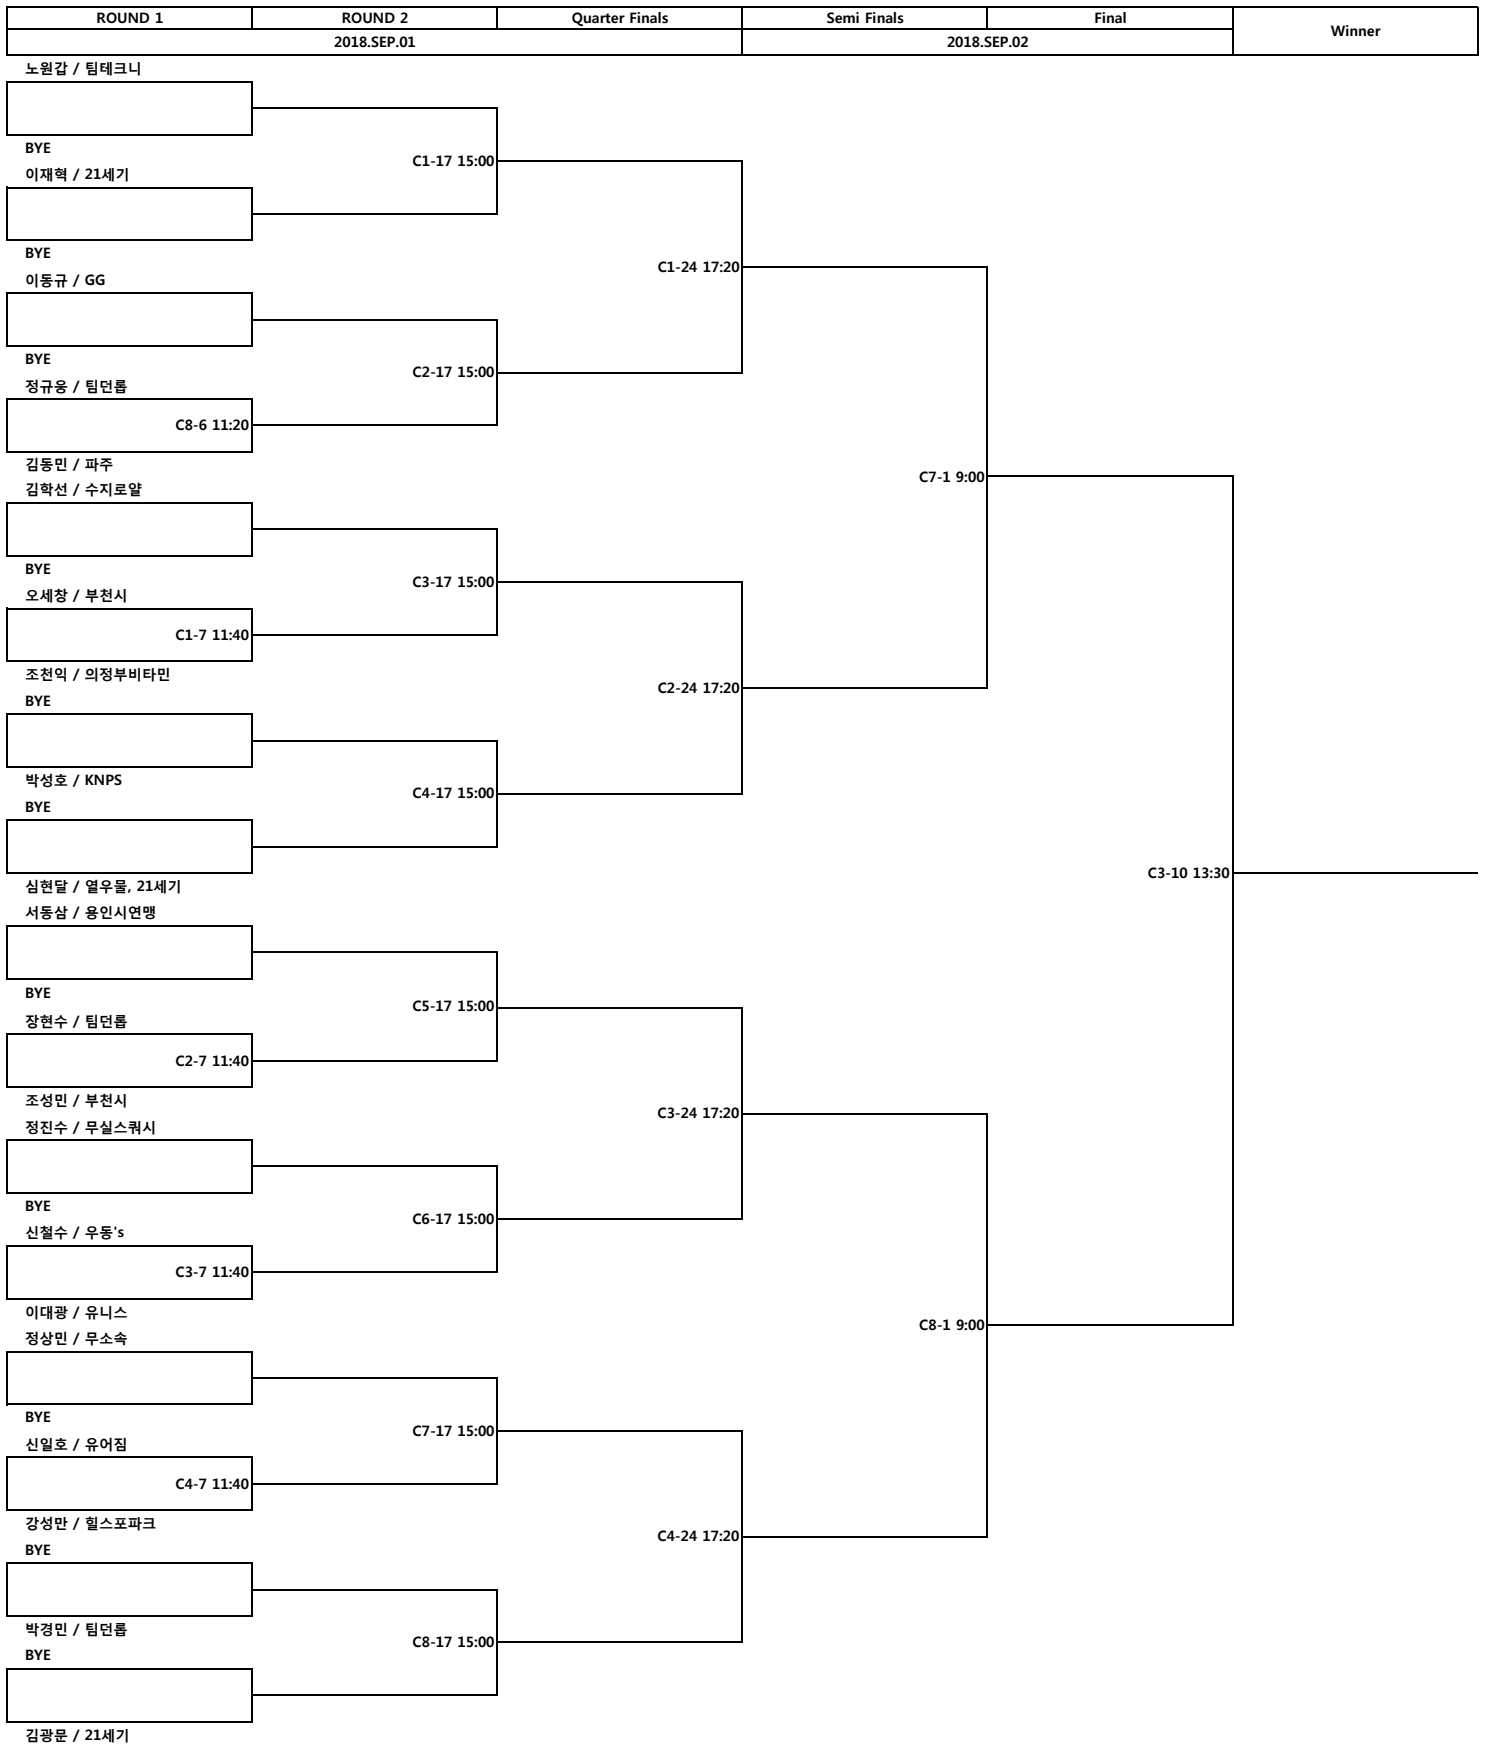 ROUND 1 ROUND 2 Quarter Finals Semi Finals Final Winner
2018.SEP.01 2018.SEP.02
노원갑 / 팀테크니
BYE
C1-17 15:00
이재혁 / 21세기
BYE
C1-24 17:20
이동규 / GG
BYE
C2-17 15:00
정규웅 / 팀던롭
C8-6 11:20
김동민 / 파주
C7-1 9:00
김학선 / 수지로얄
BYE
C3-17 15:00
오세창 / 부천시
C1-7 11:40
조천익 / 의정부비타민
C2-24 17:20
BYE
박성호 / KNPS
C4-17 15:00
BYE
C3-10 13:30
심현달 / 열우물, 21세기
서동삼 / 용인시연맹
BYE
C5-17 15:00
장현수 / 팀던롭
C2-7 11:40
조성민 / 부천시
C3-24 17:20
정진수 / 무실스쿼시
BYE
C6-17 15:00
신철수 / 우동's
C3-7 11:40
이대광 / 유니스
C8-1 9:00
정상민 / 무소속
BYE
C7-17 15:00
신일호 / 유어짐
C4-7 11:40
강성만 / 힐스포파크
C4-24 17:20
BYE
박경민 / 팀던롭
C8-17 15:00
BYE
김광문 / 21세기